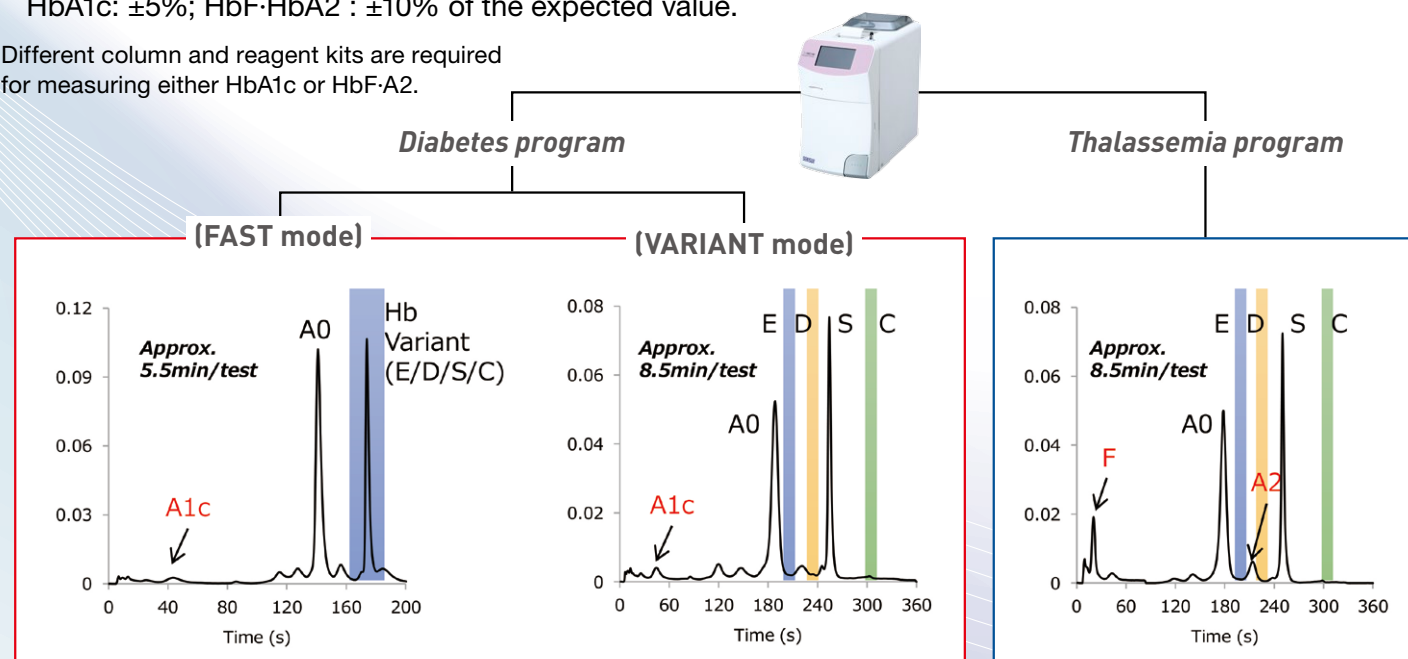 HbA1c: ±5%; HbF·HbA2 : ±10% of the expected value.
Different column and reagent kits are required
for measuring either HbA1c or HbF·A2.
Diabetes program
Thalassemia program
(FAST mode)
(VARIANT mode)
0.12
0.09
0.06
0.03
0
Approx.
5.5min/test
A0
Hb
Variant
(E/D/S/C)
A1c
0 40 80 120 160 200
Time (s)
0.08
0.06
0.04
0.02
0
Approx.
8.5min/test
E D S C
A0
A1c
0 60 120 180 240 300 360
Time (s)
0.08
0.06
0.04
0.02
0
Approx.
8.5min/test
E D S C
A0
F
A2
0 60 120 180 240 300 360
Time (s)